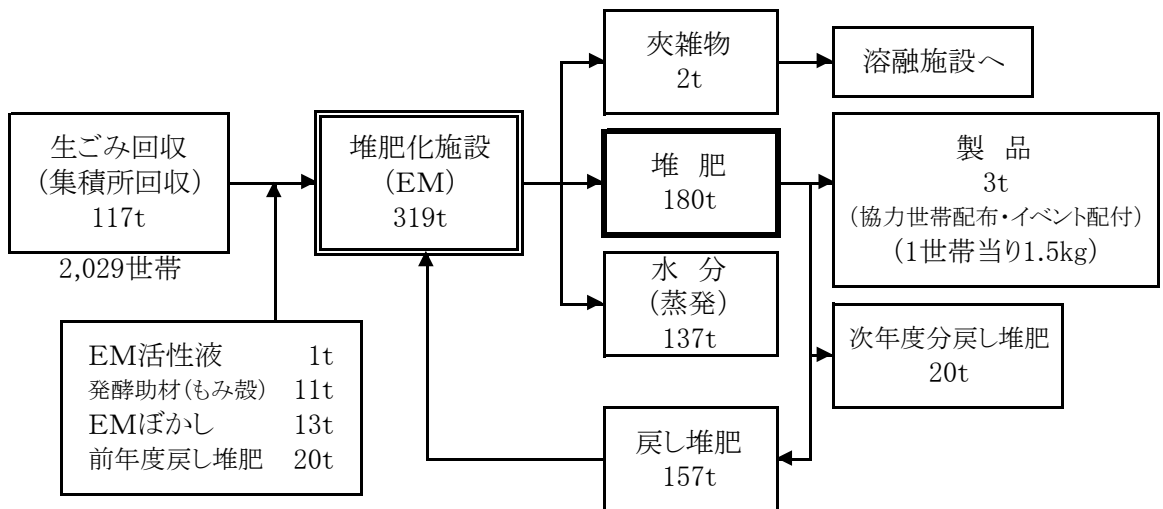 生ごみ回収
(集積所回収)
117t
2,029世帯
EM活性液 1t
発酵助材(もみ殻) 11t
EMぼかし 13t
前年度戻し堆肥 20t
堆肥化施設
(EM)
319t
夾雑物
2t
溶融施設へ
堆 肥
180t
製 品
3t
(協力世帯配布・イベント配付)
(1世帯当り1.5kg)
水 分
(蒸発)
137t
次年度分戻し堆肥
20t
戻し堆肥
157t